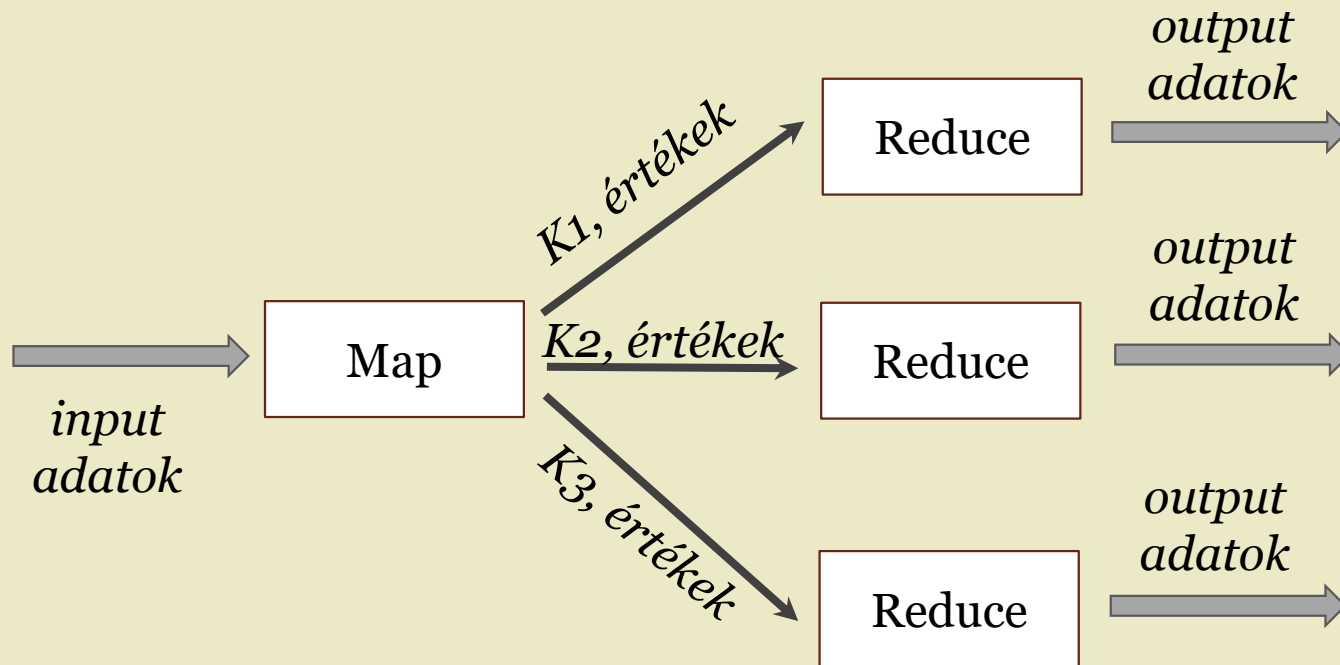 input
adatok
Map
K1, értékek
K2, értékek
K3, értékek
Reduce
output
adatok
Reduce
output
adatok
Reduce
output
adatok